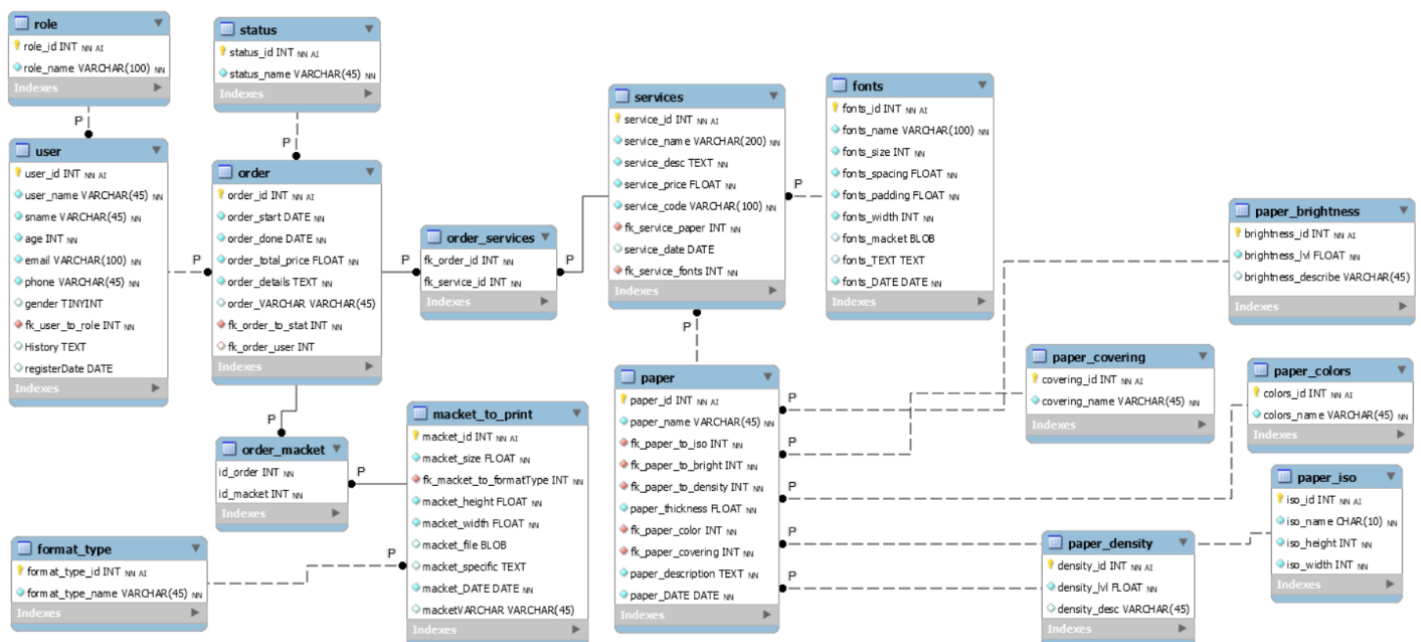 role
role_id INT NN AI
role_name VARCHAR(100) NN
Indexes
status
status_id INT NN AI
status_name VARCHAR(45) NN
Indexes
P
P
user
user_id INT NN AI
user_name VARCHAR(45) NN
sname VARCHAR(45) NN
age INT NN
email VARCHAR(100) NN
phone VARCHAR(45) NN
gender TINYINT
fk_user_to_role INT NN
History TEXT
registerDate DATE
Indexes
P
order
order_id INT NN AI
order_start DATE NN
order_done DATE NN
order_total_price FLOAT NN
order_details TEXT NN
order_VARCHAR VARCHAR(45)
fk_order_to_stat INT NN
fk_order_user INT
Indexes
P
order_services
fk_order_id INT NN
fk_service_id INT NN
Indexes
P
services
service_id INT NN AI
service_name VARCHAR(200) NN
service_desc TEXT NN
service_price FLOAT NN
service_code VARCHAR(100) NN
fk_service_paper INT NN
service_date DATE
fk_service_fonts INT NN
Indexes
P
P
fonts
fonts_id INT NN AI
fonts_name VARCHAR(100) NN
fonts_size INT NN
fonts_spacing FLOAT NN
fonts_padding FLOAT NN
fonts_width INT NN
fonts_market BLOB
fonts_TEXT TEXT
fonts_DATE DATE NN
Indexes
paper_brightness
brightness_id INT NN AI
brightness_lvl FLOAT NN
brightness_describe VARCHAR(45)
Indexes
paper_covering
covering_id INT NN AI
covering_name VARCHAR(45) NN
Indexes
paper_colors
colors_id INT NN AI
colors_name VARCHAR(45) NN
Indexes
paper
paper_id INT NN AI
paper_name VARCHAR(45) NN
fk_paper_to_iso INT NN
fk_paper_to_bright INT NN
fk_paper_to_density INT NN
paper_thickness FLOAT NN
fk_paper_color INT NN
fk_paper_covering INT NN
paper_description TEXT NN
paper_DATE DATE NN
Indexes
P
P
P
P
P
macket_to_print
macket_id INT NN AI
macket_size FLOAT NN
fk_macket_to_formatType INT NN
macket_height FLOAT NN
macket_width FLOAT NN
macket_file BLOB
macket_specific TEXT
macket_DATE DATE NN
macketVARCHAR VARCHAR(45)
Indexes
P
order_macket
id_order INT NN
id_macket INT NN
Indexes
P
P
format_type
format_type_id INT NN AI
format_type_name VARCHAR(45) NN
Indexes
paper_iso
iso_id INT NN AI
iso_name CHAR(10) NN
iso_height INT NN
iso_width INT NN
Indexes
paper_density
density_id INT NN AI
density_lvl FLOAT NN
density_desc VARCHAR(45)
Indexes